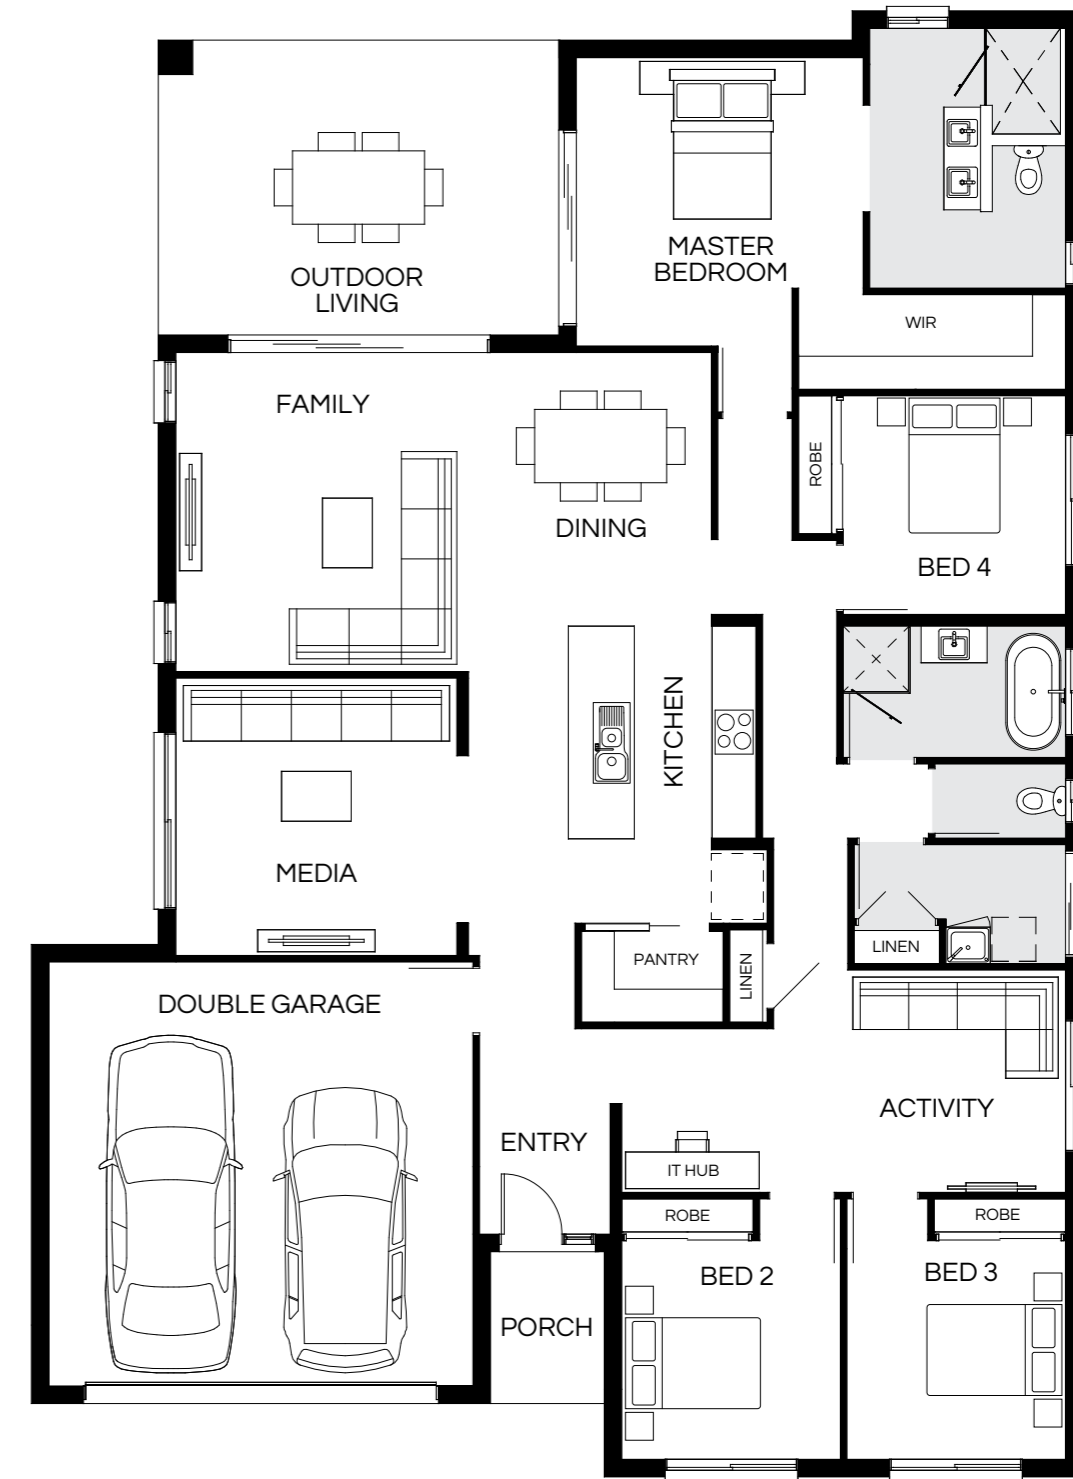 MASTER
BEDROOM
OUTDOOR
LIVING
WIR
FAMILY
ROBE
DINING
BED 4
KITCHEN
MEDIA
LINEN
PANTRY
LINEN
DOUBLE GARAGE
ACTIVITY
ENTRY
IT HUB
ROBE
ROBE
BED 2
BED 3
PORCH